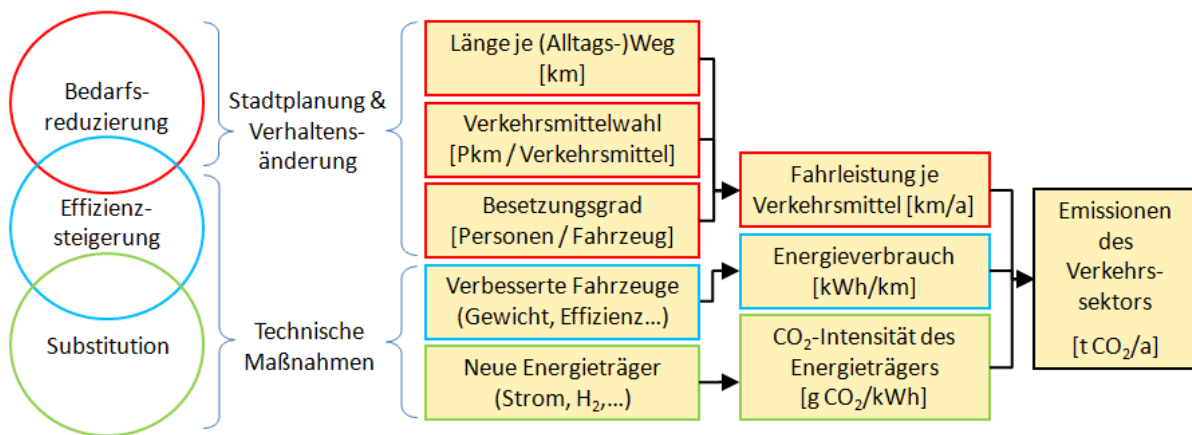 Bedarfs-
reduzierung
Effizienz-
steigerung
Substitution
Stadtplanung &
Verhaltens-
änderung
Technische
Maßnahmen
Länge je (Alltags-)Weg
[km]
Verkehrsmittelwahl
[Pkm / Verkehrsmittel]
Besetzungsgrad
[Personen / Fahrzeug]
Verbesserte Fahrzeuge
(Gewicht, Effizienz...)
Neue Energieträger
(Strom, H₂,...)
Fahrleistung je
Verkehrsmittel [km/a]
Energieverbrauch
[kWh/km]
CO₂-Intensität des
Energieträgers
[g CO₂/kWh]
Emissionen
des
Verkehrs-
sektors
[t CO₂/a]